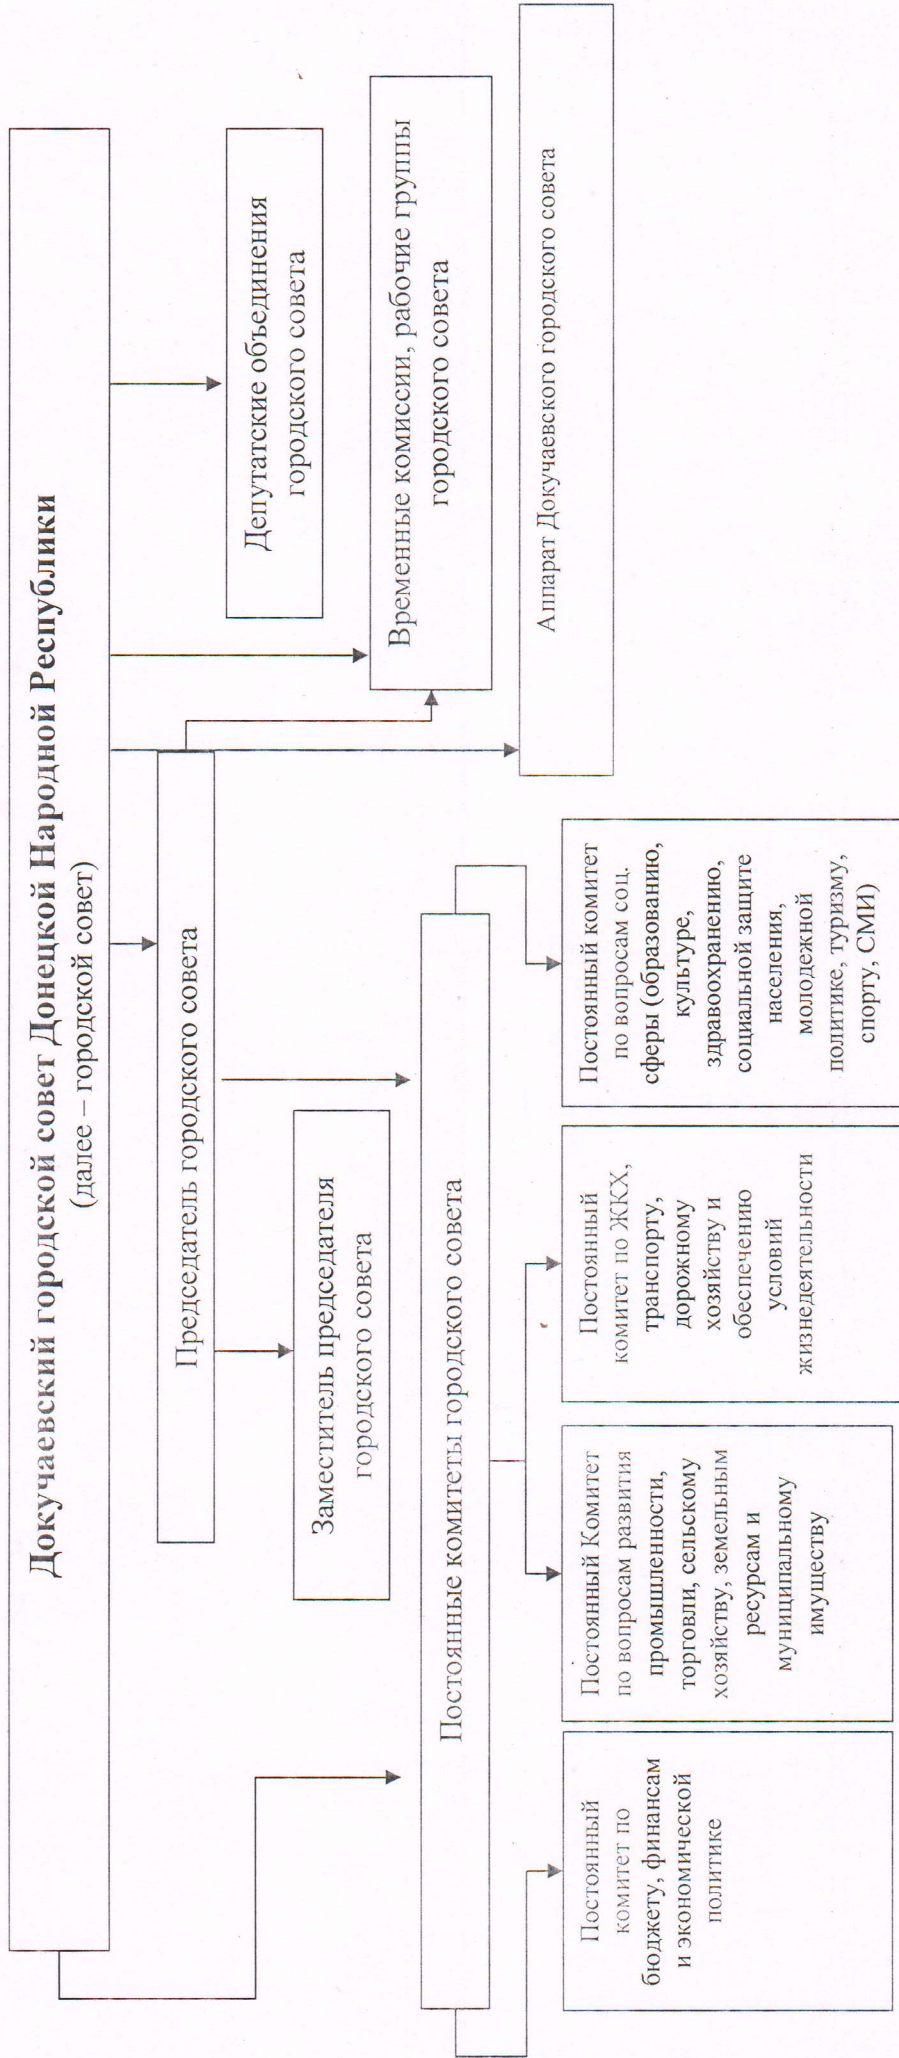 Докучаевский городской совет Донецкой Народной Республики
(далее – городской совет)
Председатель городского совета
Депутатские объединения
городского совета
Заместитель председателя
городского совета
Временные комиссии, рабочие группы
городского совета
Постоянные комитеты городского совета
Аппарат Докучаевского городского совета
Постоянный
комитет по
бюджету, финансам
и экономической
политике
Постоянный Комитет
по вопросам развития
промышленности,
торговли, сельскому
хозяйству, земельным
ресурсам и
муниципальному
имуществу
Постоянный
комитет по ЖКХ,
транспорту,
дорожному
хозяйству и
обеспечению
условий
жизнедеятельности
Постоянный комитет
по вопросам соц.
сферы (образованию,
культуре,
здравоохранению,
социальной защите
населения,
молодежной
политике, туризму,
спорту, СМИ)